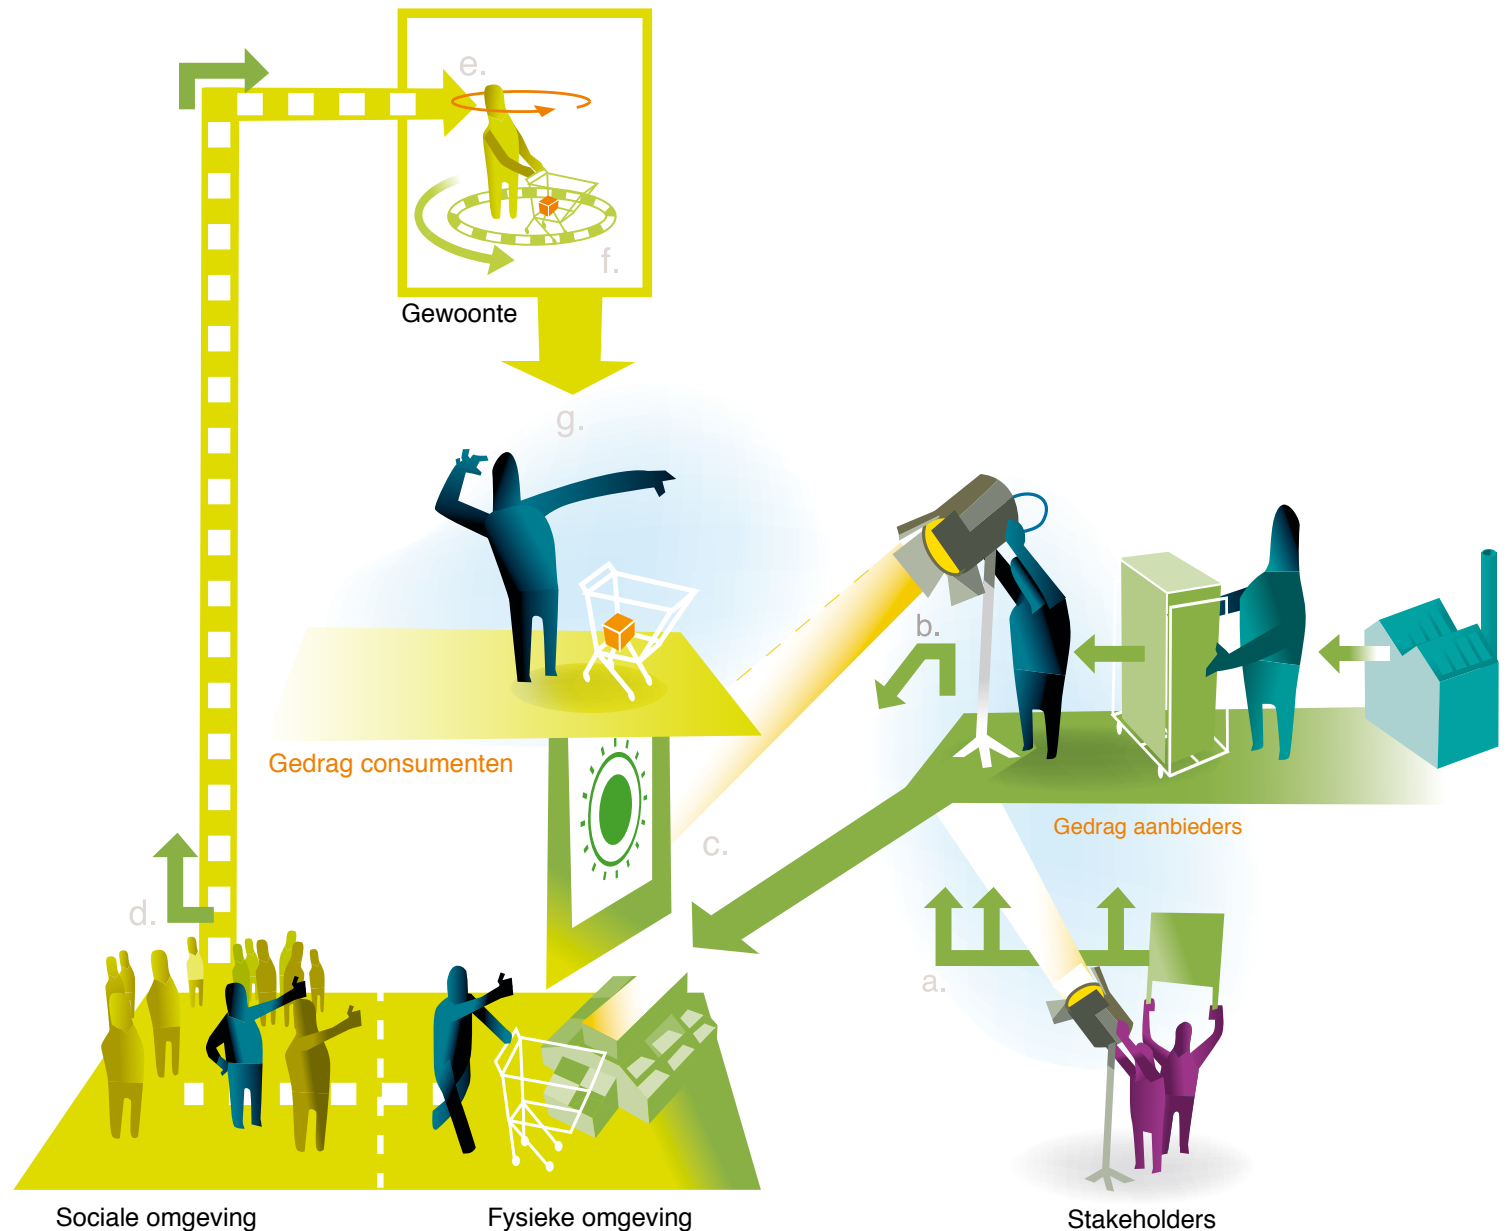 e.
f.
Gewoonte
g.
b.
Gedrag consumenten
Gedrag aanbieders
c.
d.
a.
Sociale omgeving
Fysieke omgeving
Stakeholders